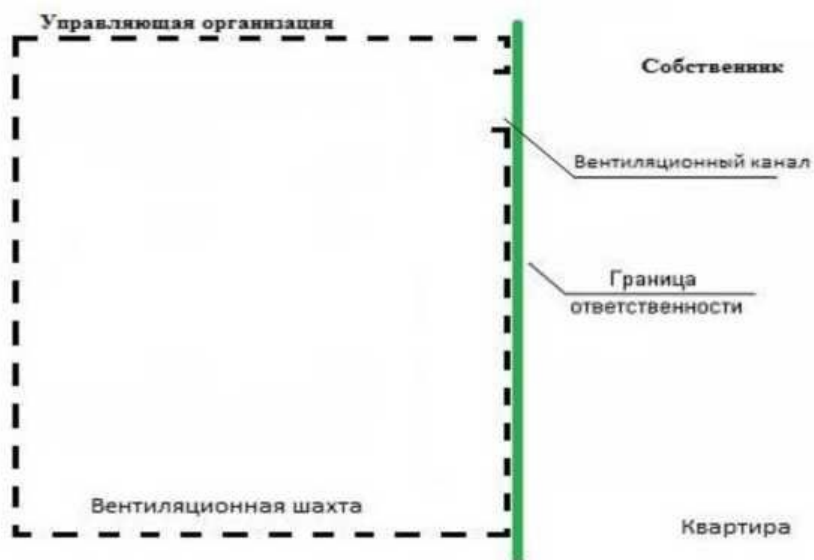 Управляющая организация
Собственник
Вентиляционный канал
Граница
ответственности
Вентиляционная шахта
Квартира